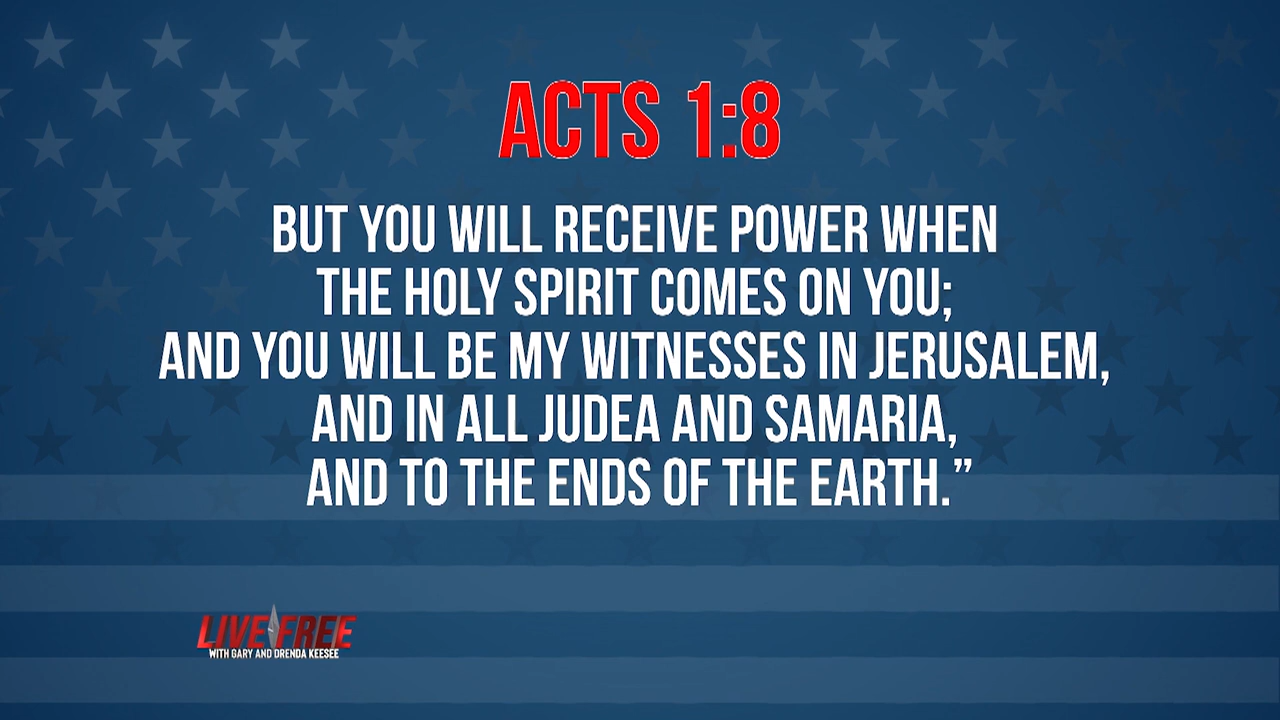 ACTS 1:8
BUT YOU WILL RECEIVE POWER WHEN
THE HOLY SPIRIT COMES ON YOU;
AND YOU WILL BE MY WITNESSES IN JERUSALEM,
AND IN ALL JUDEA AND SAMARIA,
AND TO THE ENDS OF THE EARTH.”
LIVE FREE
WITH GARY AND DRENDA KEESEE